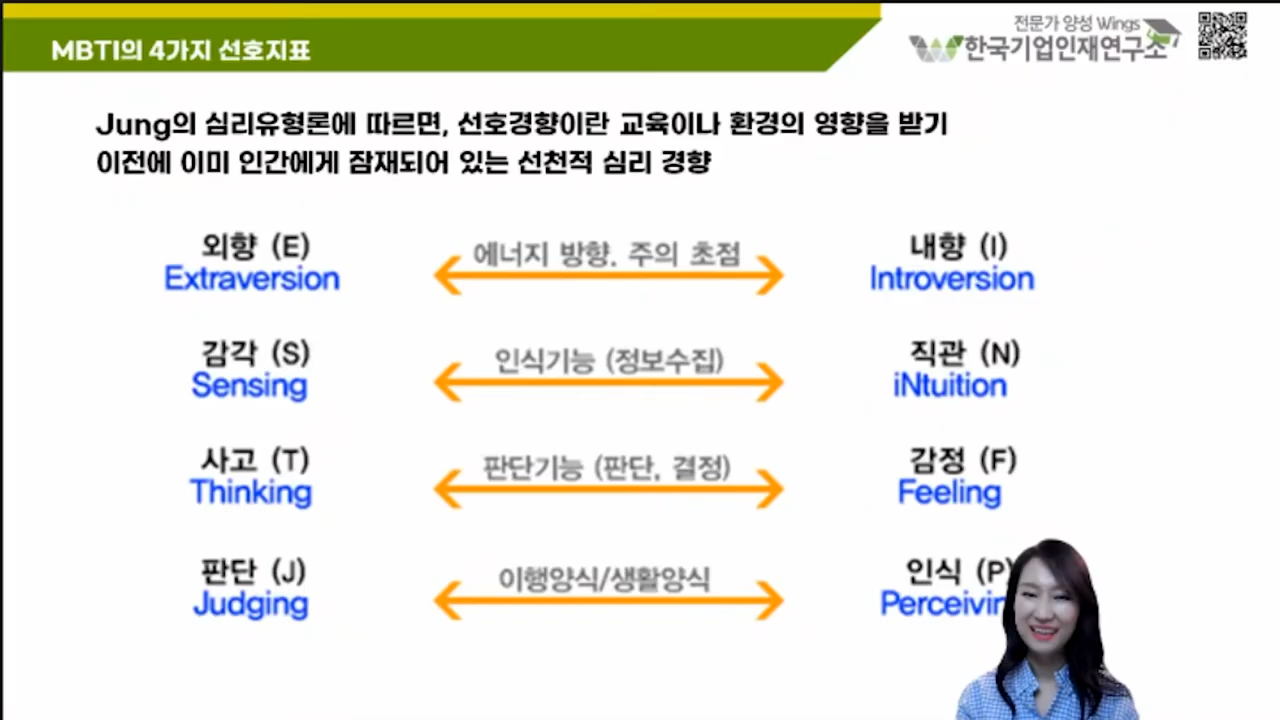 MBTI의 4가지 선호지표
전문가 양성 Wings
한국기업인재연구소
Jung의 심리유형론에 따르면, 선호경향이란 교육이나 환경의 영향을 받기
이전에 이미 인간에게 잠재되어 있는 선천적 심리 경향
외향 (E) 에너지 방향. 주의 초점 내향 (I)
Extraversion Introversion
감각 (S) 인식기능 (정보수집) 직관 (N)
Sensing iNtuition
사고 (T) 판단기능 (판단, 결정) 감정 (F)
Thinking Feeling
판단 (J) 이행양식/생활양식 인식 (P)
Judging Perceivin